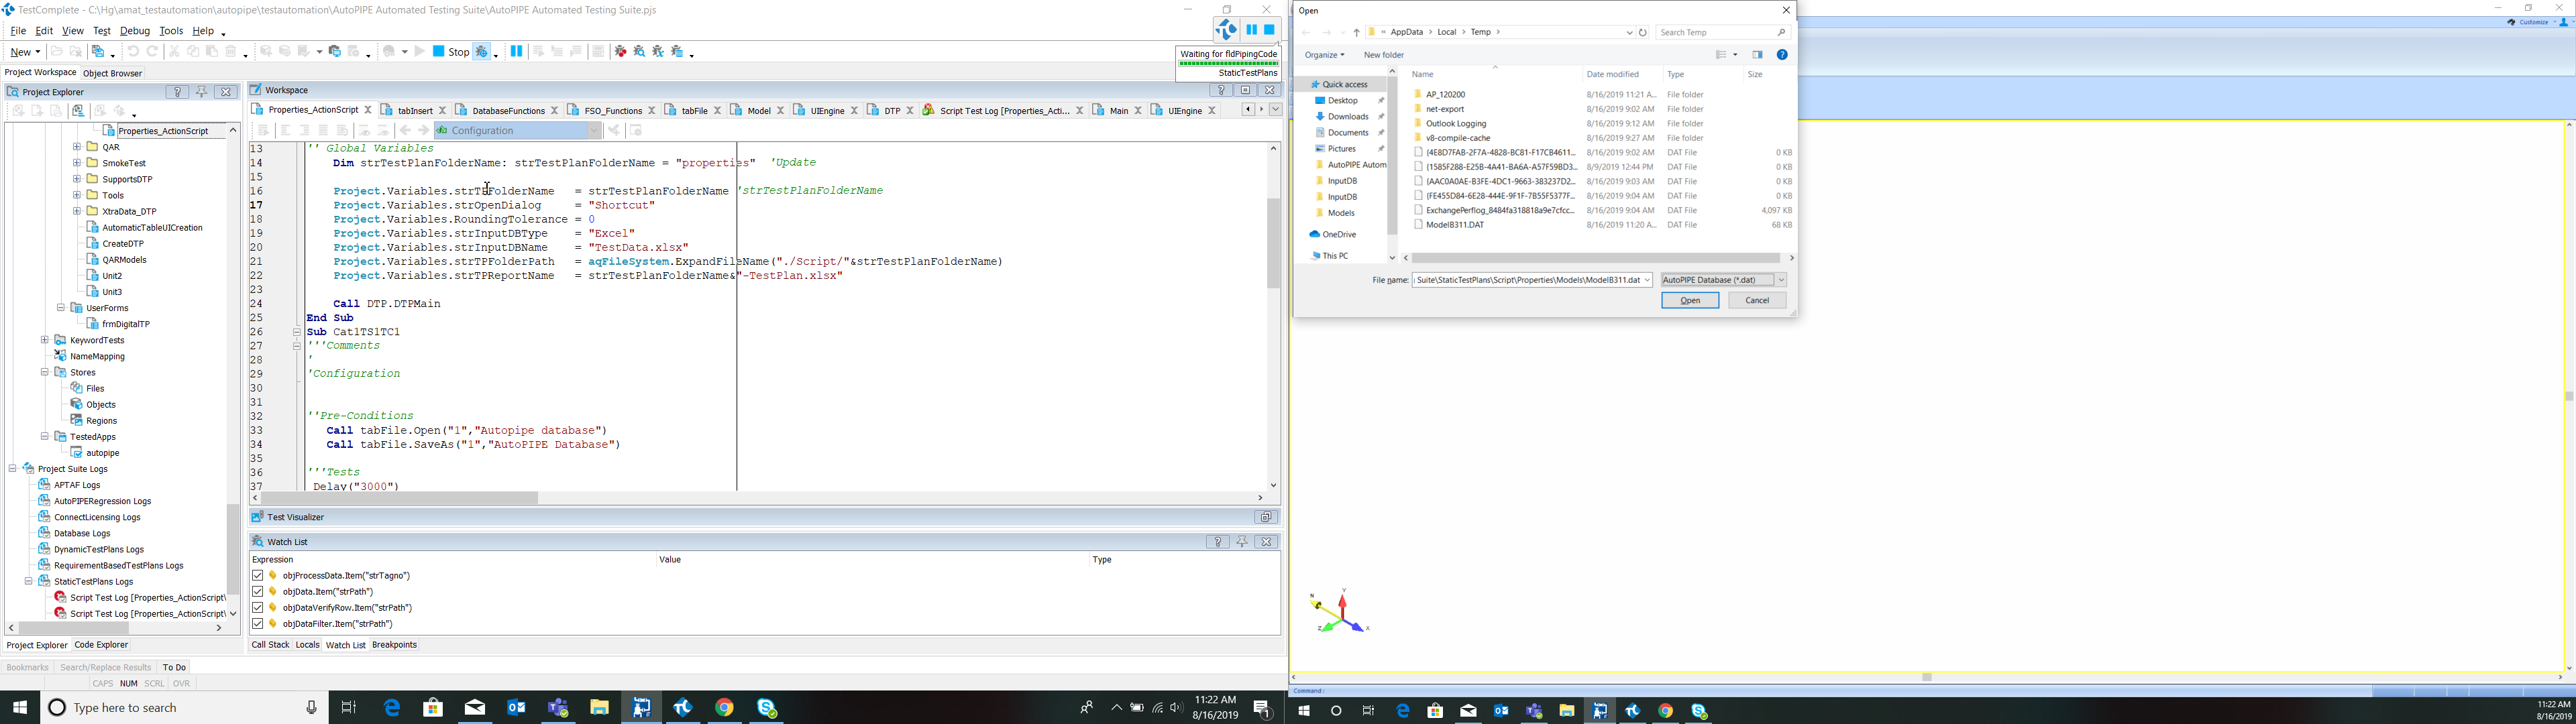 TestComplete - C:\Hg\amat_testautomation\autopipe\testautomation\AutoPIPE Automated Testing Suite\AutoPIPE Automated Testing Suite.pjs
File Edit View Test Debug Tools Help
New Stop
Waiting for fldPipingCode
StaticTestPlans
Project Workspace Object Browser
Project Explorer
Properties_ActionScript
QAR
SmokeTest
SupportsDTP
Tools
XtraData_DTP
AutomaticTableUICreation
CreateDTP
QARModels
Unit2
Unit3
UserForms
frmDigitalTP
KeywordTests
NameMapping
Stores
Files
Objects
Regions
TestedApps
autopipe
Project Suite Logs
APTAF Logs
AutoPIPERegression Logs
ConnectLicensing Logs
Database Logs
DynamicTestPlans Logs
RequirementBasedTestPlans Logs
StaticTestPlans Logs
Script Test Log [Properties_ActionScript\
Script Test Log [Properties_ActionScript\
Project Explorer Code Explorer
Workspace
Properties_ActionScript tabInsert DatabaseFunctions FSO_Functions tabFile Model UIEngine DTP Script Test Log [Properties_Acti... Main UIEngine
Configuration
13 '' Global Variables
14 Dim strTestPlanFolderName: strTestPlanFolderName = "properties" 'Update
15
16 Project.Variables.strTPFolderName = strTestPlanFolderName 'strTestPlanFolderName
17 Project.Variables.strOpenDialog = "Shortcut"
18 Project.Variables.RoundingTolerance = 0
19 Project.Variables.strInputDBType = "Excel"
20 Project.Variables.strInputDBName = "TestData.xlsx"
21 Project.Variables.strTPFolderPath = aqFileSystem.ExpandFileName("./Script/"&strTestPlanFolderName)
22 Project.Variables.strTPReportName = strTestPlanFolderName&"-TestPlan.xlsx"
23
24 Call DTP.DTPMain
25 End Sub
26 Sub Cat1TS1TC1
27 '''Comments
28 '
29 'Configuration
30
31
32 ''Pre-Conditions
33 Call tabFile.Open("1","Autopipe database")
34 Call tabFile.SaveAs("1","AutoPIPE Database")
35
36 '''Tests
37 Delay("3000")
Test Visualizer
Watch List
Expression Value Type
objProcessData.Item("strTagno")
objData.Item("strPath")
objDataVerifyRow.Item("strPath")
objDataFilter.Item("strPath")
Call Stack Locals Watch List Breakpoints
Bookmarks Search/Replace Results To Do
CAPS NUM SCRL OVR
Type here to search
11:22 AM
8/16/2019
1
Open
Customize
« AppData › Local › Temp ›
Search Temp
Organize New folder
Quick access
Desktop
Downloads
Documents
Pictures
AutoPIPE Autom
InputDB
InputDB
Models
OneDrive
This PC
Name Date modified Type Size
AP_120200 8/16/2019 11:21 A... File folder
net-export 8/16/2019 9:02 AM File folder
Outlook Logging 8/16/2019 9:12 AM File folder
v8-compile-cache 8/16/2019 9:27 AM File folder
{4E8D7FAB-2F7A-4828-BC81-F17CB4611... 8/16/2019 9:02 AM DAT File 0 KB
{1585F288-E25B-4A41-BA6A-A57F59BD3... 8/9/2019 12:44 PM DAT File 0 KB
{AAC0A0AE-B3FE-4DC1-9663-383237D2... 8/16/2019 9:03 AM DAT File 0 KB
{FE455D84-6E28-444E-9F1F-7B55F5377F... 8/16/2019 9:04 AM DAT File 0 KB
ExchangePerflog_8484fa318818a9e7cfcc... 8/16/2019 9:04 AM DAT File 4,097 KB
ModelB311.DAT 8/16/2019 11:20 A... DAT File 68 KB
File name: Suite\StaticTestPlans\Script\Properties\Models\ModelB311.dat AutoPIPE Database (*.dat)
Open Cancel
N Y Z X
Command:
11:22 AM
8/16/2019